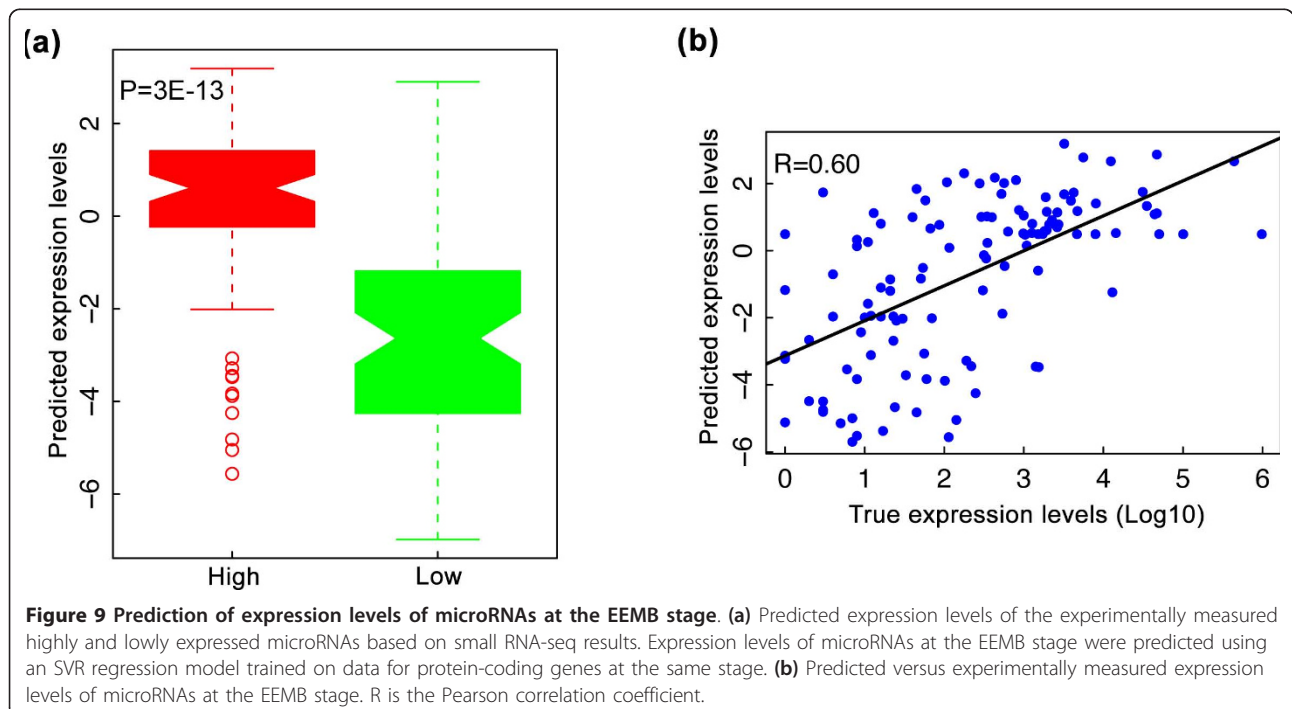 (a)
P=3E-13
Predicted expression levels
2
0
-2
-4
-6
High
Low
(b)
R=0.60
Predicted expression levels
2
0
-2
-4
-6
0 1 2 3 4 5 6
True expression levels (Log10)
Figure 9 Prediction of expression levels of microRNAs at the EEMB stage. (a) Predicted expression levels of the experimentally measured
highly and lowly expressed microRNAs based on small RNA-seq results. Expression levels of microRNAs at the EEMB stage were predicted using
an SVR regression model trained on data for protein-coding genes at the same stage. (b) Predicted versus experimentally measured expression
levels of microRNAs at the EEMB stage. R is the Pearson correlation coefficient.